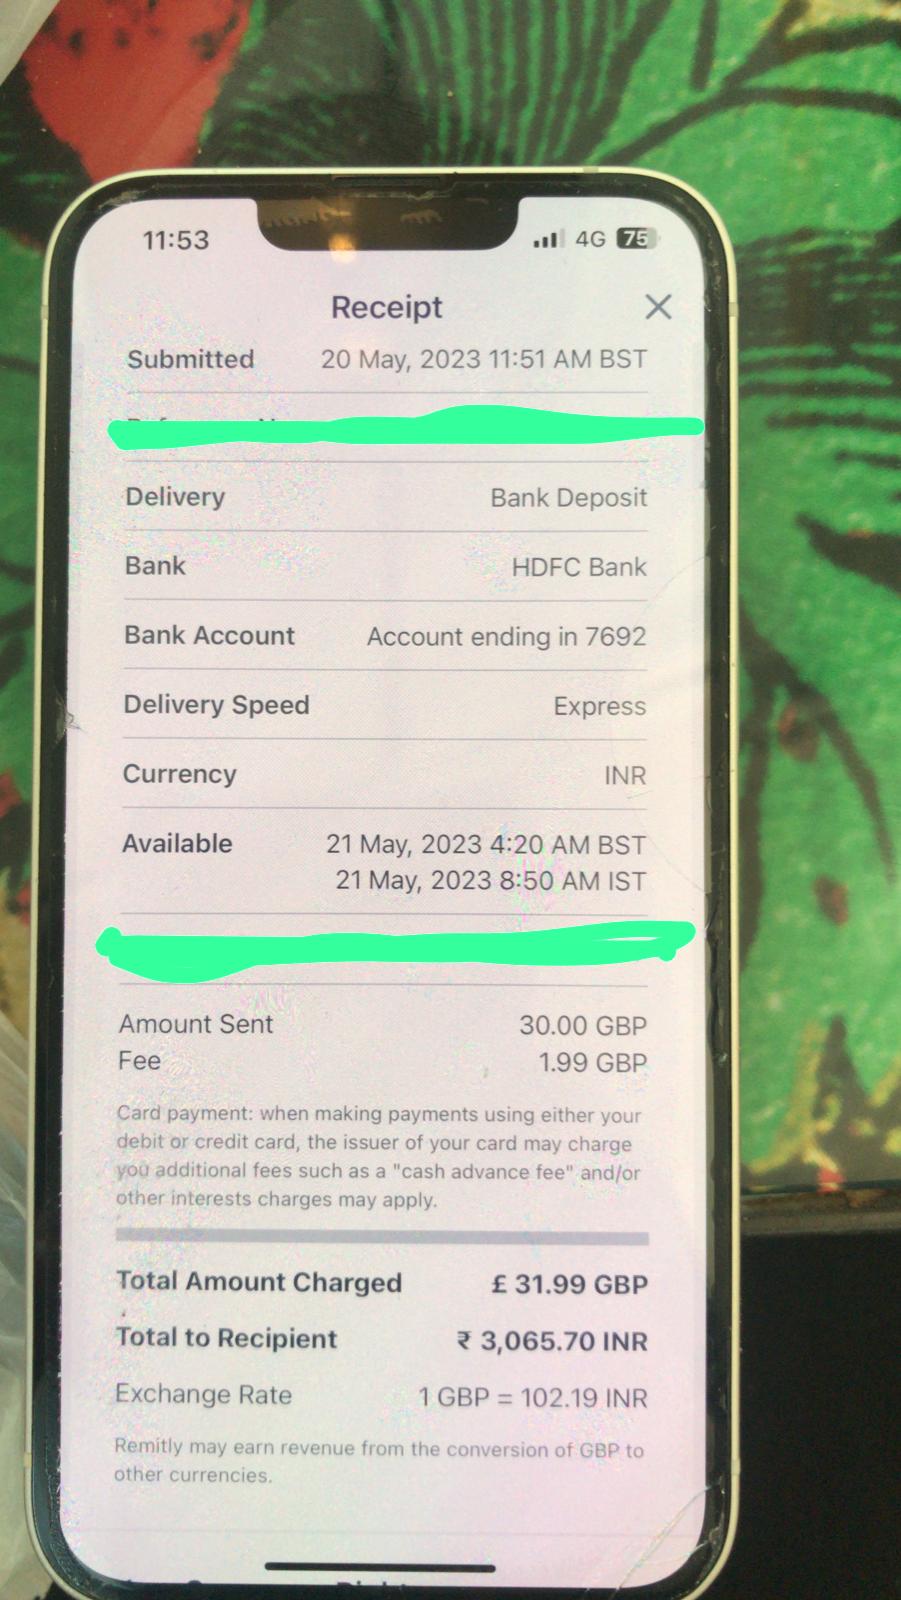 11:53 4G 75
Receipt
Submitted 20 May, 2023 11:51 AM BST
Delivery Bank Deposit
Bank HDFC Bank
Bank Account Account ending in 7692
Delivery Speed Express
Currency INR
Available 21 May, 2023 4:20 AM BST
21 May, 2023 8:50 AM IST
Amount Sent 30.00 GBP
Fee 1.99 GBP
Card payment: when making payments using either your
debit or credit card, the issuer of your card may charge
you additional fees such as a "cash advance fee" and/or
other interests charges may apply.
Total Amount Charged £ 31.99 GBP
Total to Recipient ₹ 3,065.70 INR
Exchange Rate 1 GBP = 102.19 INR
Remitly may earn revenue from the conversion of GBP to
other currencies.